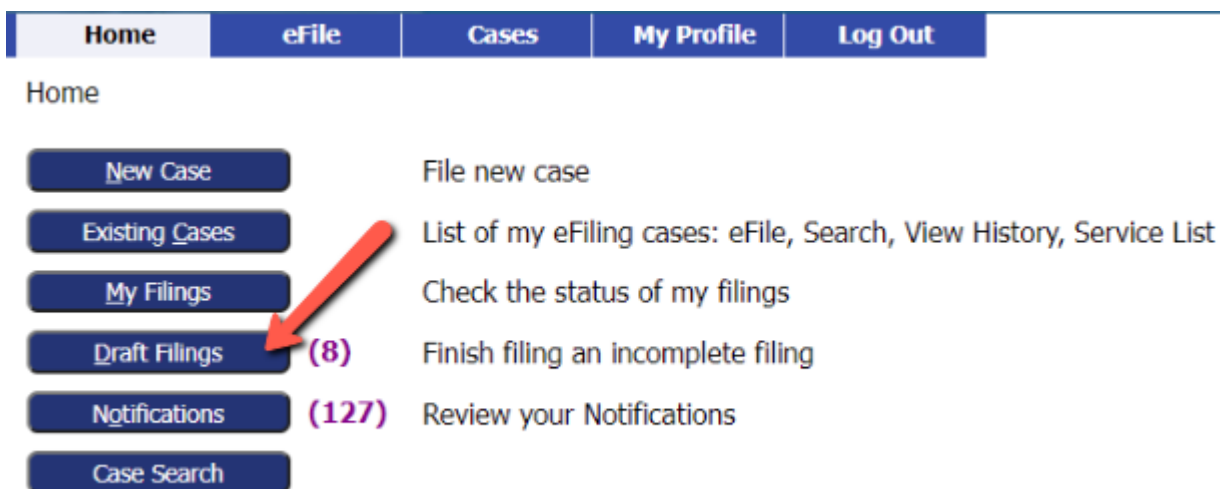 Home eFile Cases My Profile Log Out
Home
New Case File new case
Existing Cases List of my eFiling cases: eFile, Search, View History, Service List
My Filings Check the status of my filings
Draft Filings (8) Finish filing an incomplete filing
Notifications (127) Review your Notifications
Case Search